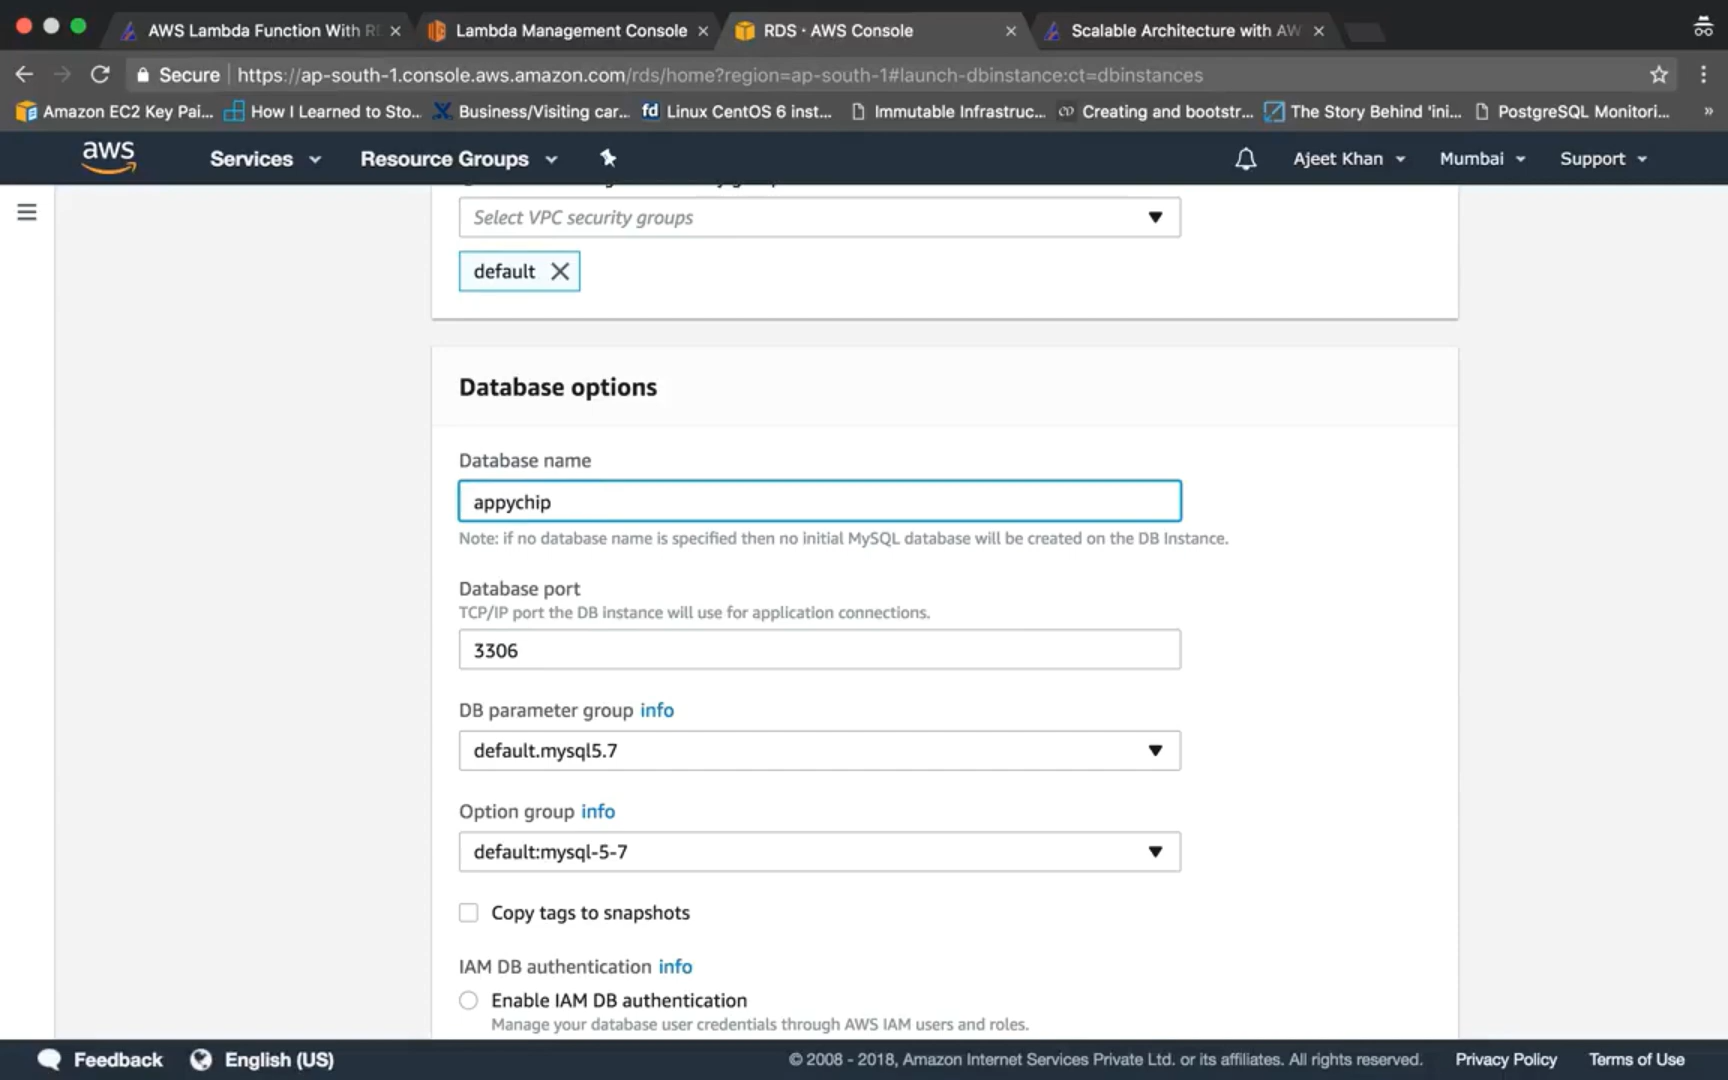 AWS Lambda Function With R
Lambda Management Console
RDS · AWS Console
Scalable Architecture with AW
Secure
https://ap-south-1.console.aws.amazon.com/rds/home?region=ap-south-1#launch-dbinstance:ct=dbinstances
Amazon EC2 Key Pai...
How I Learned to Sto...
Business/Visiting car...
fd
Linux CentOS 6 inst...
Immutable Infrastruc...
Creating and bootstr...
The Story Behind 'ini...
PostgreSQL Monitori...
»
aws
Services
Resource Groups
Ajeet Khan
Mumbai
Support
Select VPC security groups
default
Database options
Database name
appychip
Note: if no database name is specified then no initial MySQL database will be created on the DB Instance.
Database port
TCP/IP port the DB instance will use for application connections.
3306
DB parameter group info
default.mysql5.7
Option group info
default:mysql-5-7
Copy tags to snapshots
IAM DB authentication info
Enable IAM DB authentication
Manage your database user credentials through AWS IAM users and roles.
Feedback
English (US)
© 2008 - 2018, Amazon Internet Services Private Ltd. or its affiliates. All rights reserved.
Privacy Policy
Terms of Use